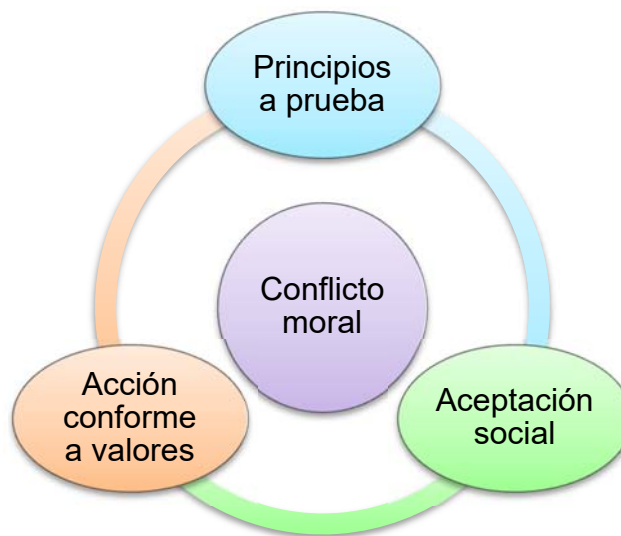 Principios
a prueba
Conflicto
moral
Acción
conforme
a valores
Aceptación
social